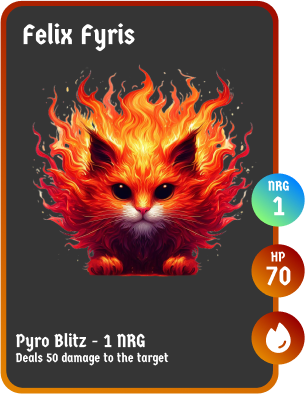 Felix Fyris
NRG
1
HP
70
Pyro Blitz - 1 NRG
Deals 50 damage to the target